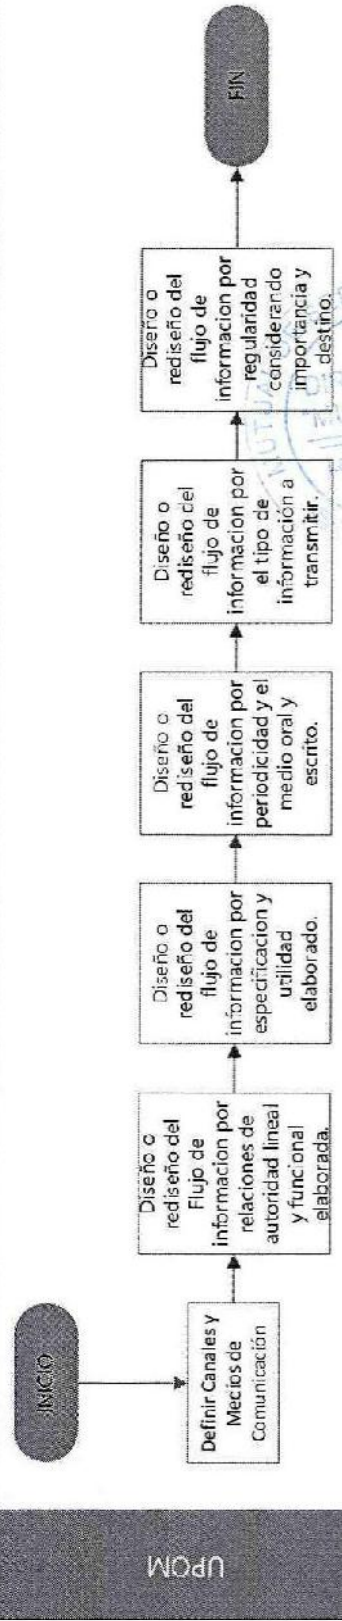 UPOM
INICIO
Definir Canales y
Mecios de
Comunicación
Diseño o
rediseño del
Flujo de
informacion por
relaciones de
autoridad lineal
y funcional
elaborada.
Diseño o
rediseño del
flujo de
informacion por
especificacion y
utilidad
elaborado.
Diseño o
rediseño del
flujo de
informacion por
periodicidad y el
medio oral y
escrito.
Diseño o
rediseño del
flujo de
informacion por
el tipo de
información a
transmitir.
Diseño o
rediseño del
flujo de
informacion por
regularidad
considerando
importancia y
destino.
FIN
MUTUAL